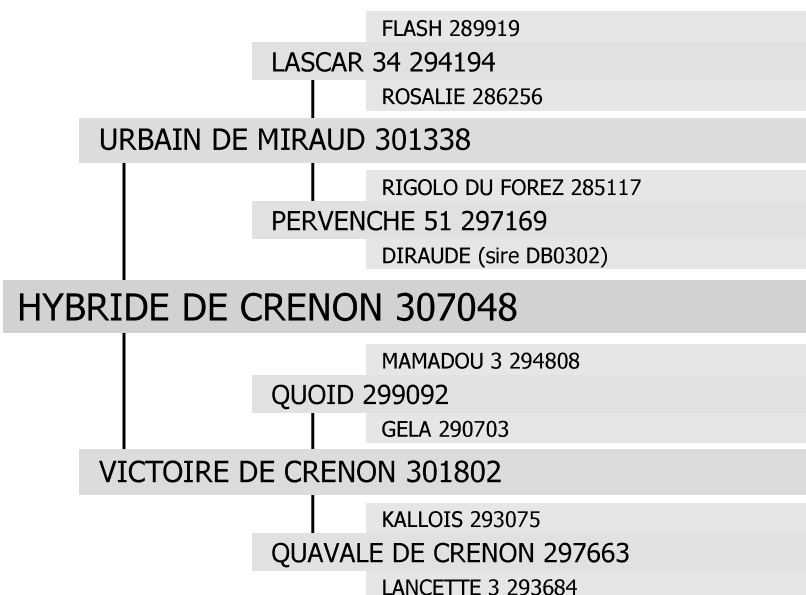 FLASH 289919
LASCAR 34 294194
ROSALIE 286256
URBAIN DE MIRAUD 301338
RIGOLO DU FOREZ 285117
PERVENCHE 51 297169
DIRAUDE (sire DB0302)
HYBRIDE DE CRENON 307048
MAMADOU 3 294808
QUOID 299092
GELA 290703
VICTOIRE DE CRENON 301802
KALLOIS 293075
QUAVALE DE CRENON 297663
LANCETTE 3 293684